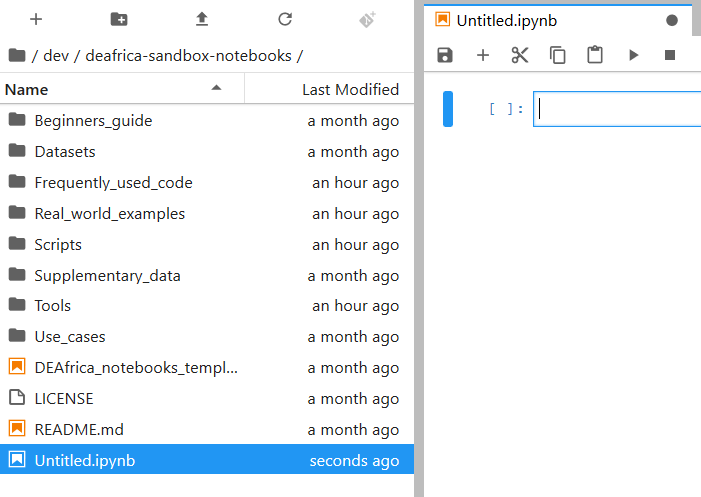 / dev / deafrica-sandbox-notebooks /
Name Last Modified
Beginners_guide a month ago
Datasets a month ago
Frequently_used_code an hour ago
Real_world_examples an hour ago
Scripts an hour ago
Supplementary_data a month ago
Tools an hour ago
Use_cases a month ago
DEAfrica_notebooks_templ... a month ago
LICENSE a month ago
README.md a month ago
Untitled.ipynb seconds ago
Untitled.ipynb
[ ]: